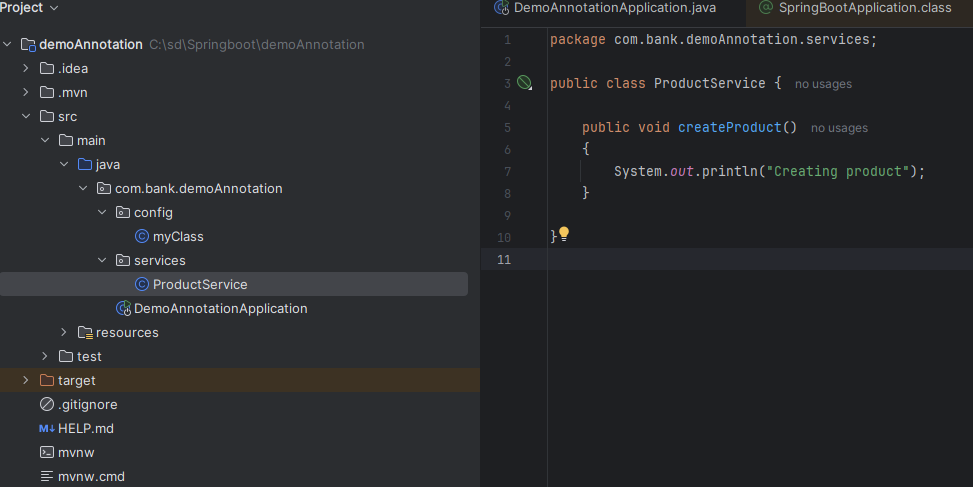 Project
demoAnnotation C:\sd\Springboot\demoAnnotation
.idea
.mvn
src
main
java
com.bank.demoAnnotation
config
myClass
services
ProductService
DemoAnnotationApplication
resources
test
target
.gitignore
HELP.md
mvnw
mvnw.cmd
DemoAnnotationApplication.java
SpringBootApplication.class
1 package com.bank.demoAnnotation.services;
2
3 public class ProductService { no usages
4
5 public void createProduct() no usages
6 {
7 System.out.println("Creating product");
8 }
9
10 }
11